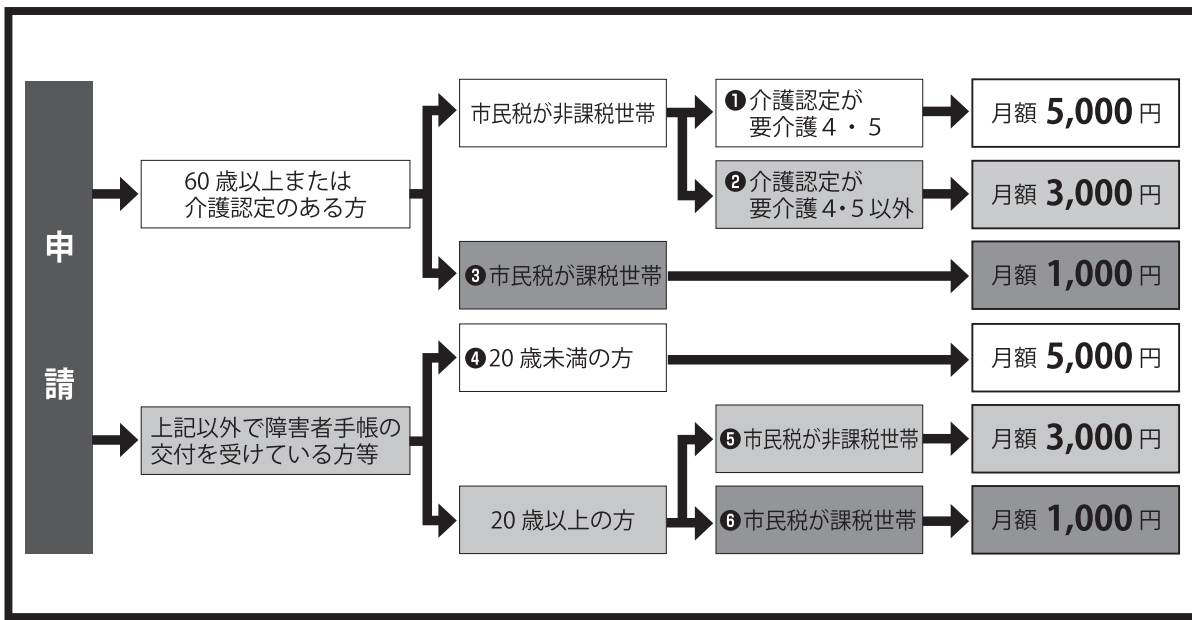 申請
60 歳以上または
介護認定のある方
市民税が非課税世帯
❶介護認定が
要介護４・５
月額 5,000 円
❷介護認定が
要介護４・５以外
月額 3,000 円
❸市民税が課税世帯
月額 1,000 円
上記以外で障害者手帳の
交付を受けている方等
❹20 歳未満の方
月額 5,000 円
20 歳以上の方
❺市民税が非課税世帯
月額 3,000 円
❻市民税が課税世帯
月額 1,000 円